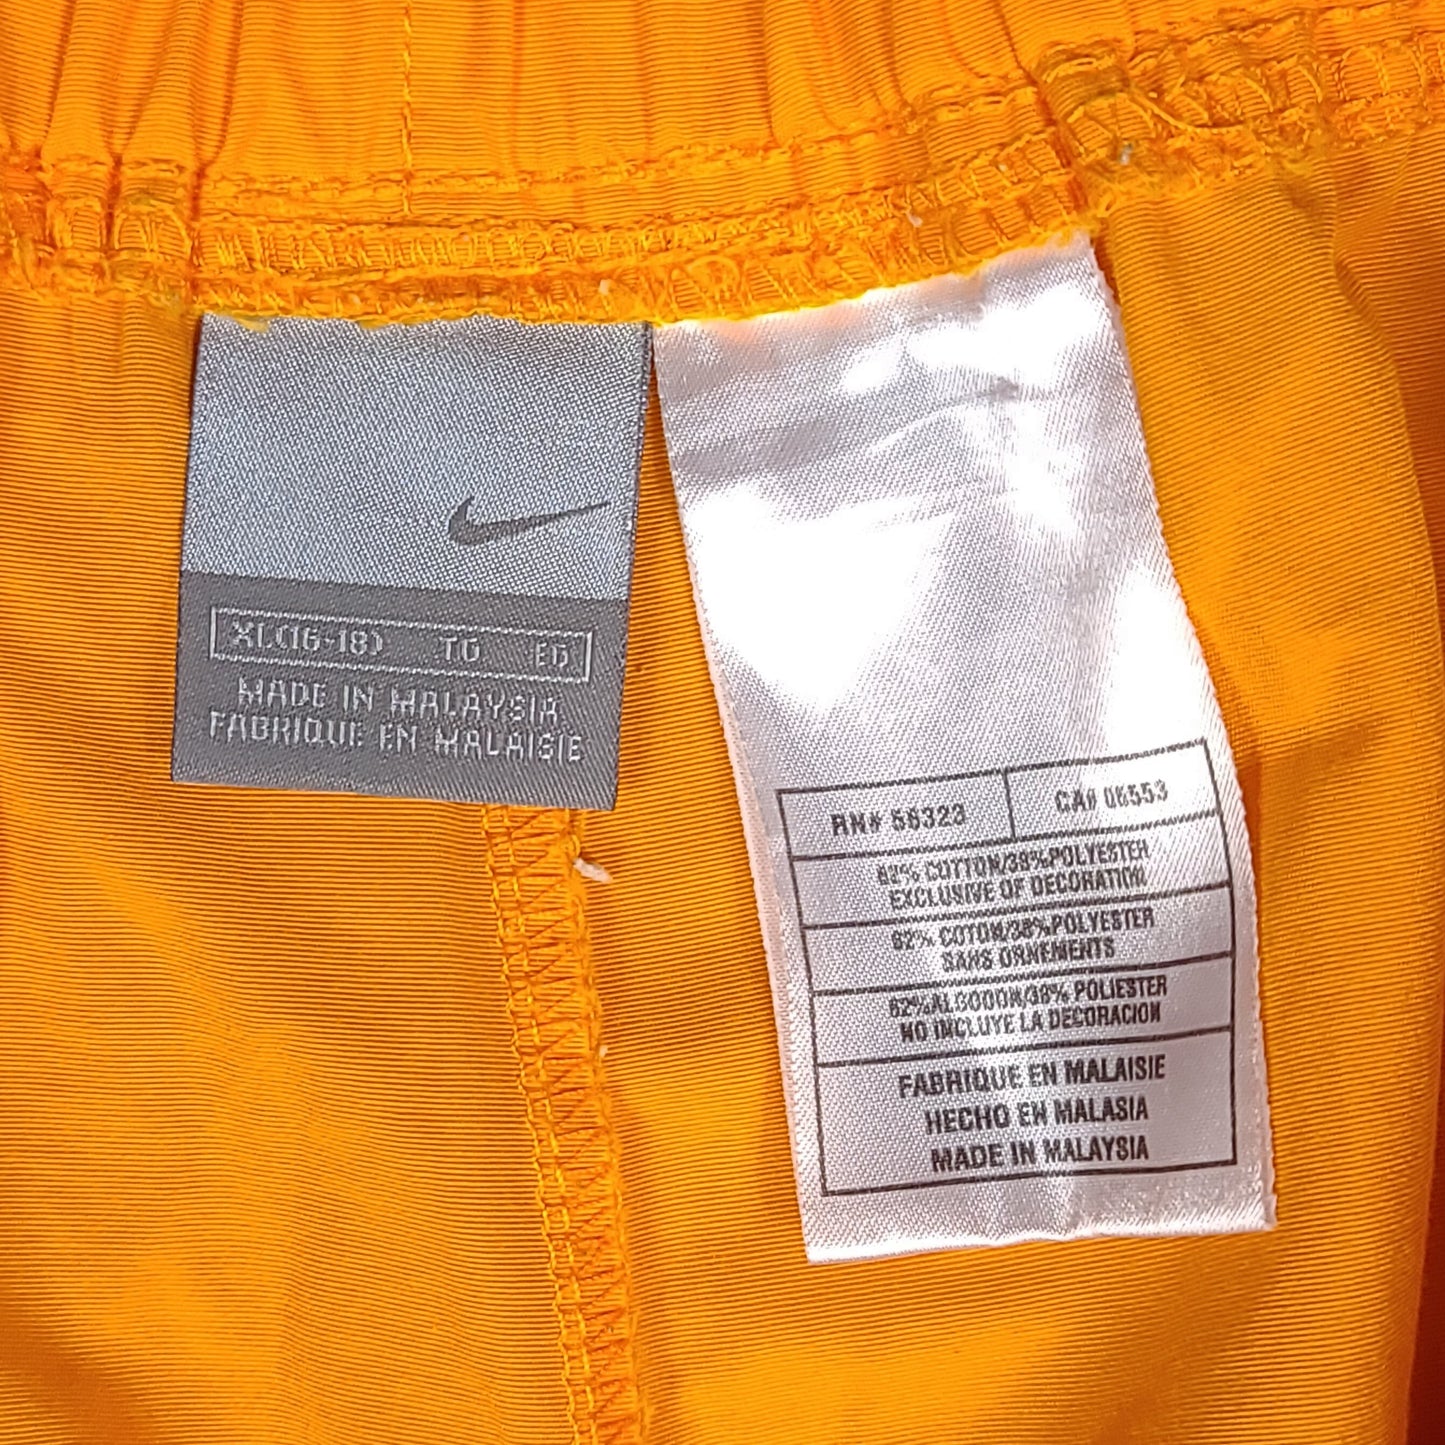 XL(16-18) TG EG
MADE IN MALAYSIA
FABRIQUE EN MALAISIE
RN# 56323
CA# 05553
62% COTTON/38%POLYESTER
EXCLUSIVE OF DECORATION
62% COTON/38%POLYESTER
SANS ORNEMENTS
62%ALGODON/38% POLIESTER
NO INCLUYE LA DECORACION
FABRIQUE EN MALAISIE
HECHO EN MALASIA
MADE IN MALAYSIA